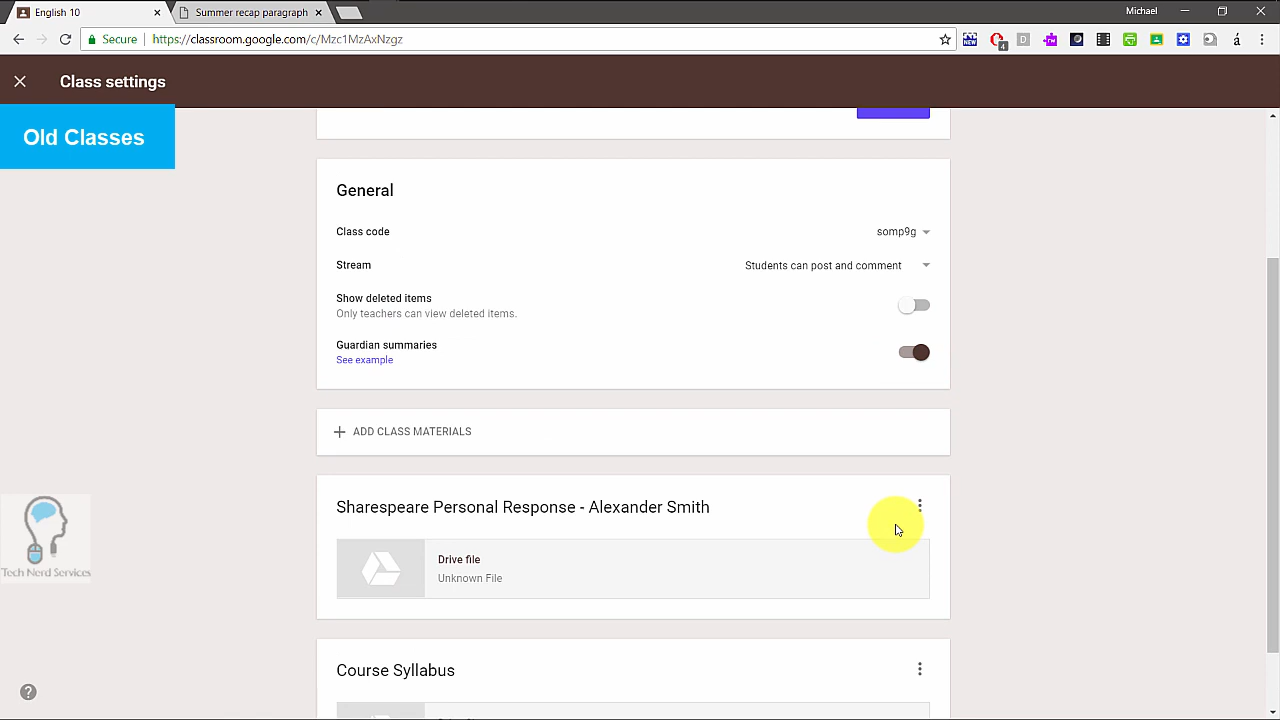 English 10
Summer recap paragraph
Michael
Secure
https://classroom.google.com/c/Mzc1MzAxNzgz
NEW
4
D
á
Class settings
Old Classes
General
Class code
somp9g
Stream
Students can post and comment
Show deleted items
Only teachers can view deleted items.
Guardian summaries
See example
ADD CLASS MATERIALS
Sharespeare Personal Response - Alexander Smith
Drive file
Unknown File
Tech Nerd Services
Course Syllabus